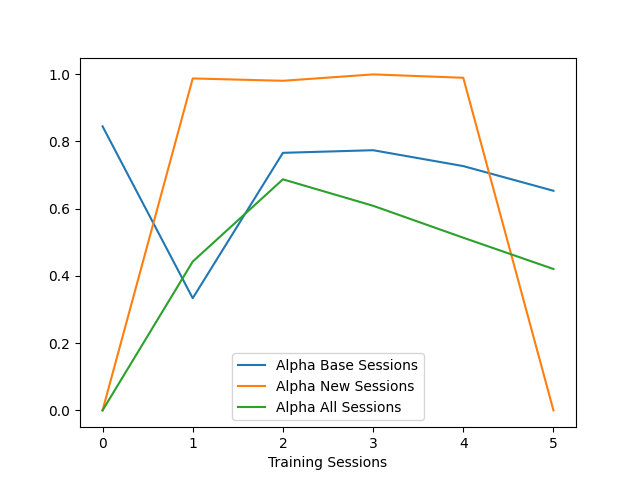 1.0
0.8
0.6
0.4
0.2
0.0
Alpha Base Sessions
Alpha New Sessions
Alpha All Sessions
0 1 2 3 4 5
Training Sessions